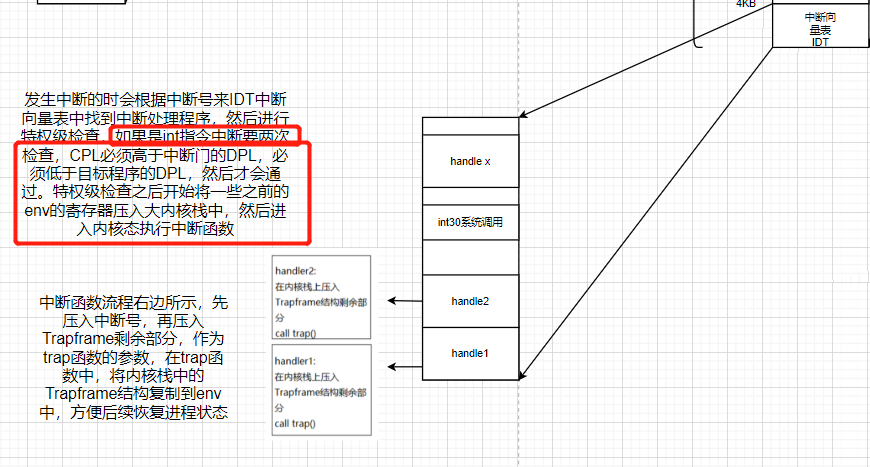 4KB
中断向
量表
IDT
发生中断的时会根据中断号来IDT中断
向量表中找到中断处理程序，然后进行
特权级检查，如果是int指令中断要两次
检查，CPL必须高于中断门的DPL，必
须低于目标程序的DPL，然后才会通
过。特权级检查之后开始将一些之前的
env的寄存器压入大内核栈中，然后进
入内核态执行中断函数
handle x
int30系统调用
handle2
handle1
handler2:
在内核栈上压入
Trapframe结构剩余部
分
call trap()
handler1:
在内核栈上压入
Trapframe结构剩余部
分
call trap()
中断函数流程右边所示，先
压入中断号，再压入
Trapframe剩余部分，作为
trap函数的参数，在trap函
数中，将内核栈中的
Trapframe结构复制到env
中，方便后续恢复进程状态